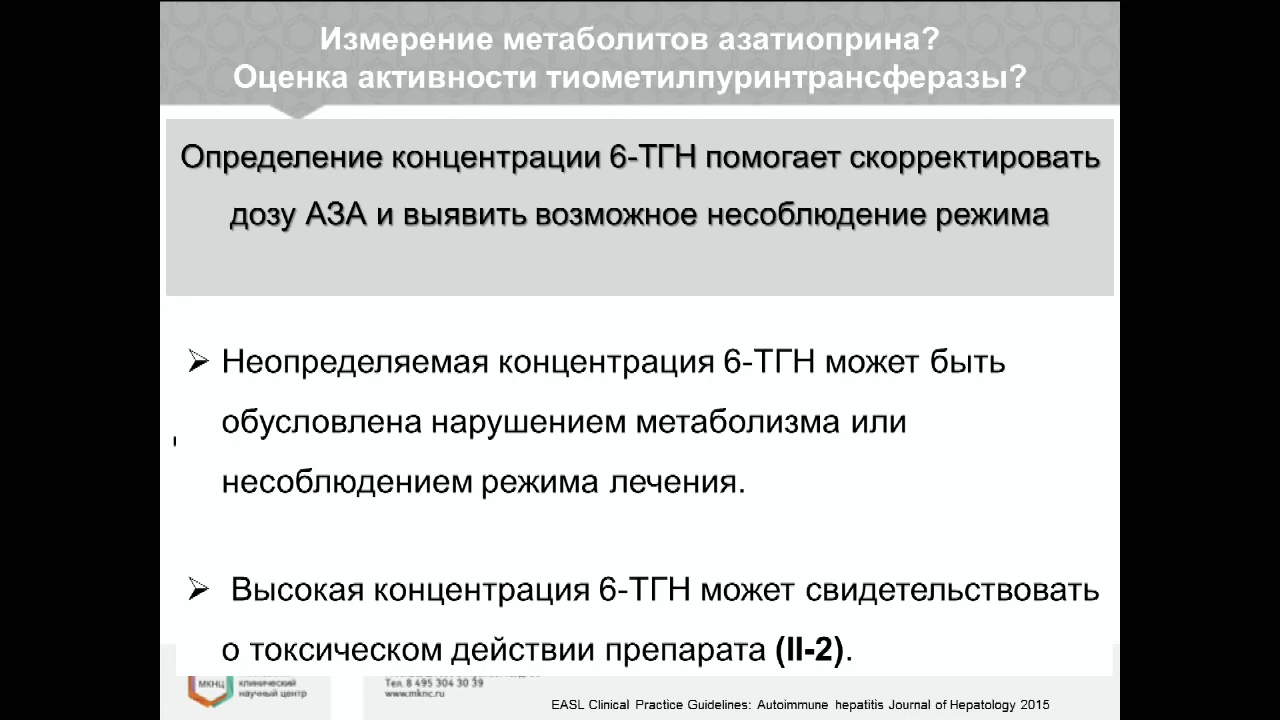 Измерение метаболитов азатиоприна?
Оценка активности тиометилпуринтрансферазы?
Определение концентрации 6-ТГН помогает скорректировать
дозу АЗА и выявить возможное несоблюдение режима
➢ Неопределяемая концентрация 6-ТГН может быть
обусловлена нарушением метаболизма или
несоблюдением режима лечения.
➢ Высокая концентрация 6-ТГН может свидетельствовать
о токсическом действии препарата (II-2).
МКНЦ
клинический
научный центр
Тел. 8 495 304 30 39
www.mknc.ru
EASL Clinical Practice Guidelines: Autoimmune hepatitis Journal of Hepatology 2015